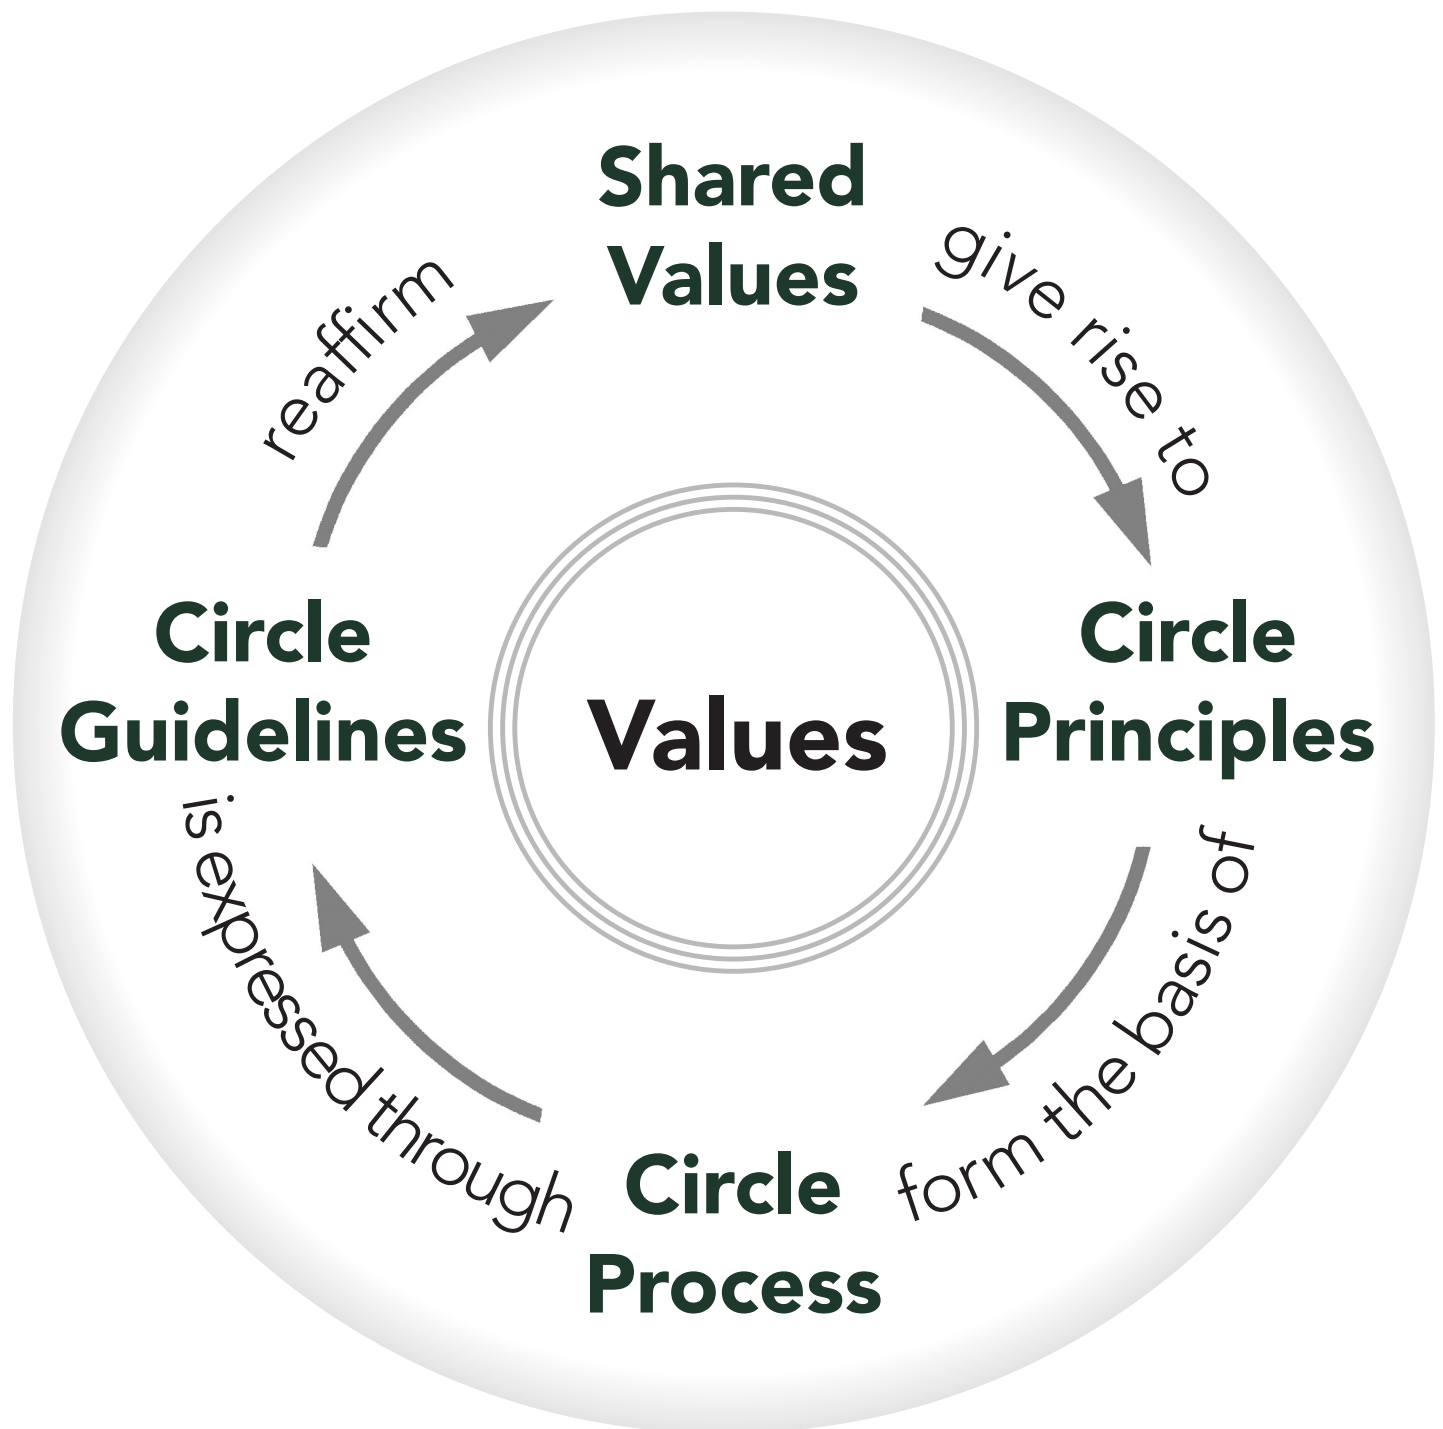 Shared
Values
give rise to
Circle
Principles
form the basis of
Circle
Process
is expressed through
Circle
Guidelines
reaffirm
Values